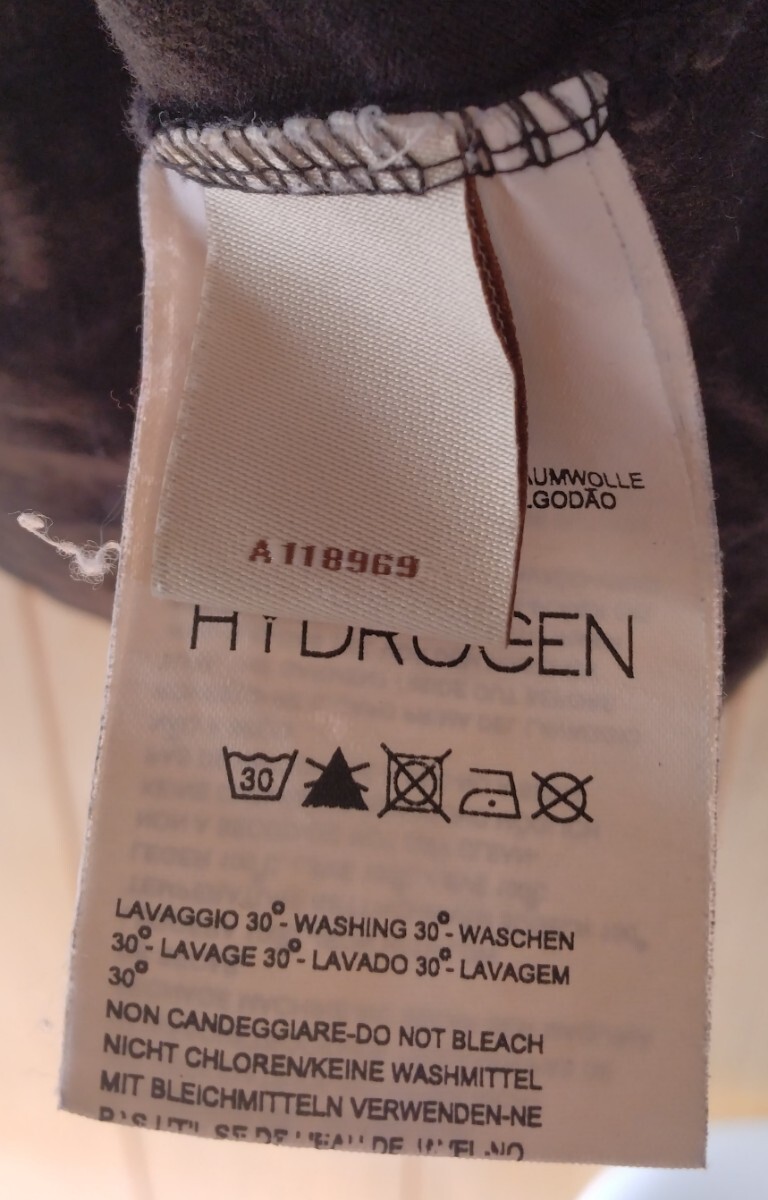 AUMWOLLE
LGODÃO
A118969
HYDROGEN
30
LAVAGGIO 30°- WASHING 30°- WASCHEN
30°- LAVAGE 30°- LAVADO 30°- LAVAGEM
30°
NON CANDEGGIARE-DO NOT BLEACH
NICHT CHLOREN/KEINE WASHMITTEL
MIT BLEICHMITTELN VERWENDEN-NE